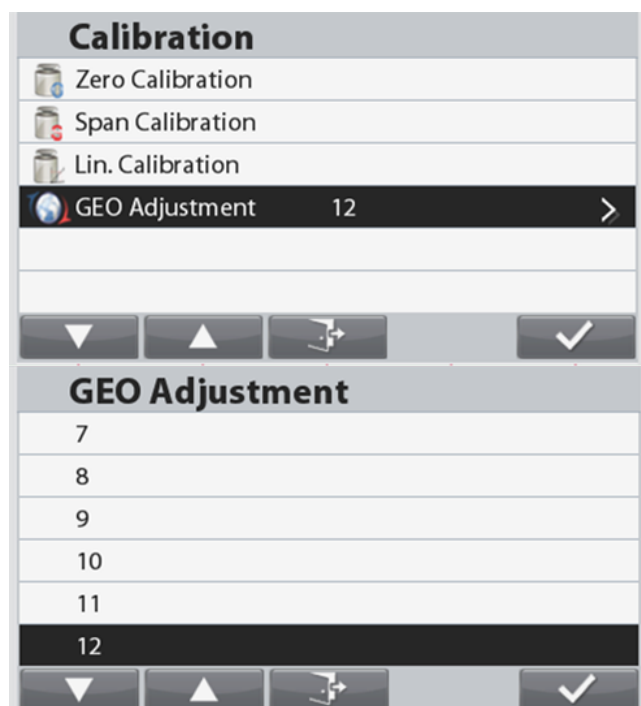 Calibration
Zero Calibration
Span Calibration
Lin. Calibration
GEO Adjustment 12
GEO Adjustment
7
8
9
10
11
12